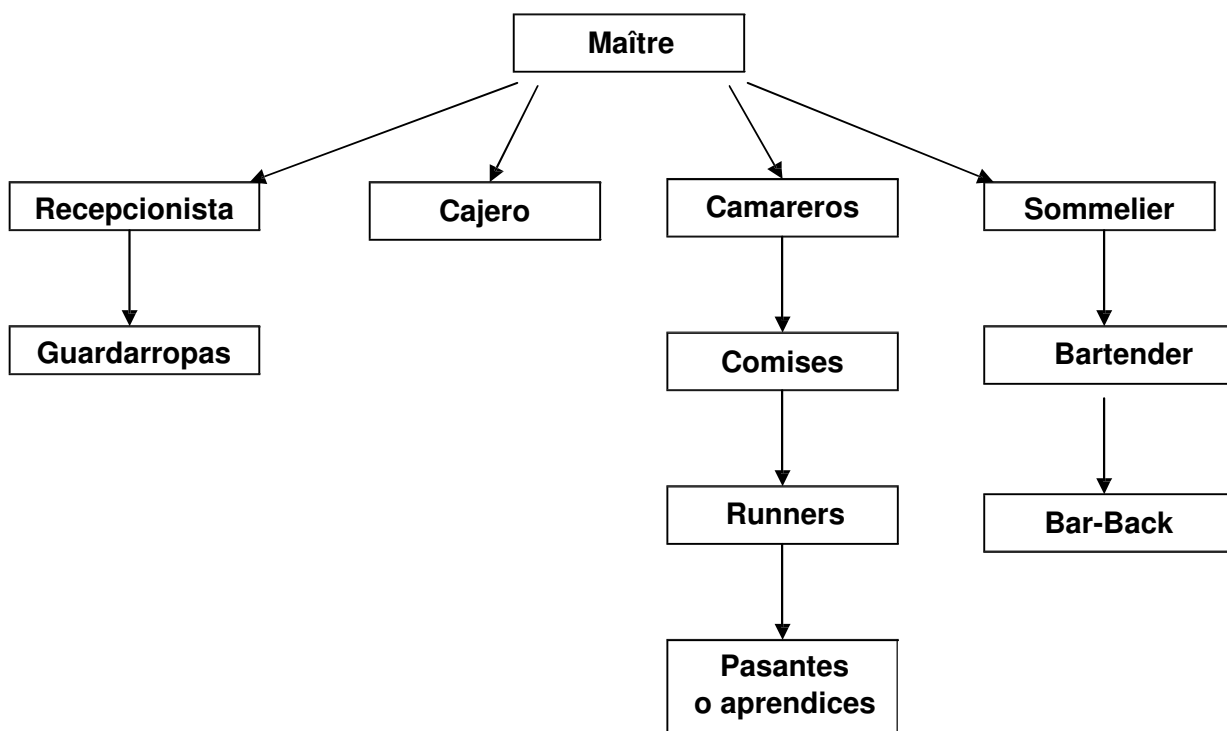 Maître
Recepcionista
Cajero
Camareros
Sommelier
Guardarropas
Comises
Bartender
Runners
Bar-Back
Pasantes
o aprendices